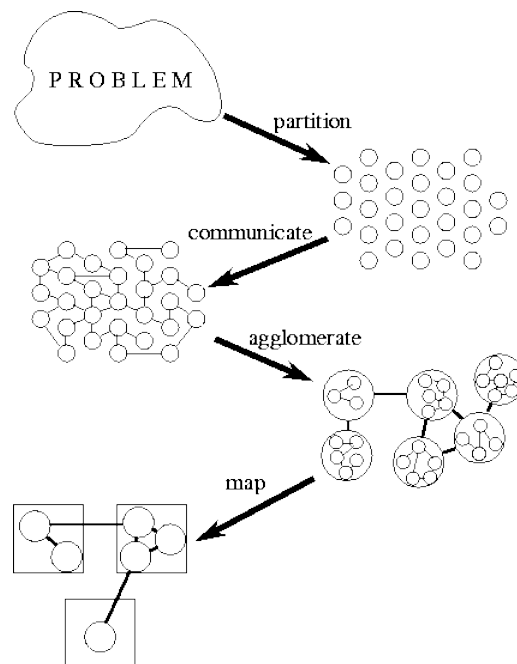 PROBLEM
partition
communicate
agglomerate
map